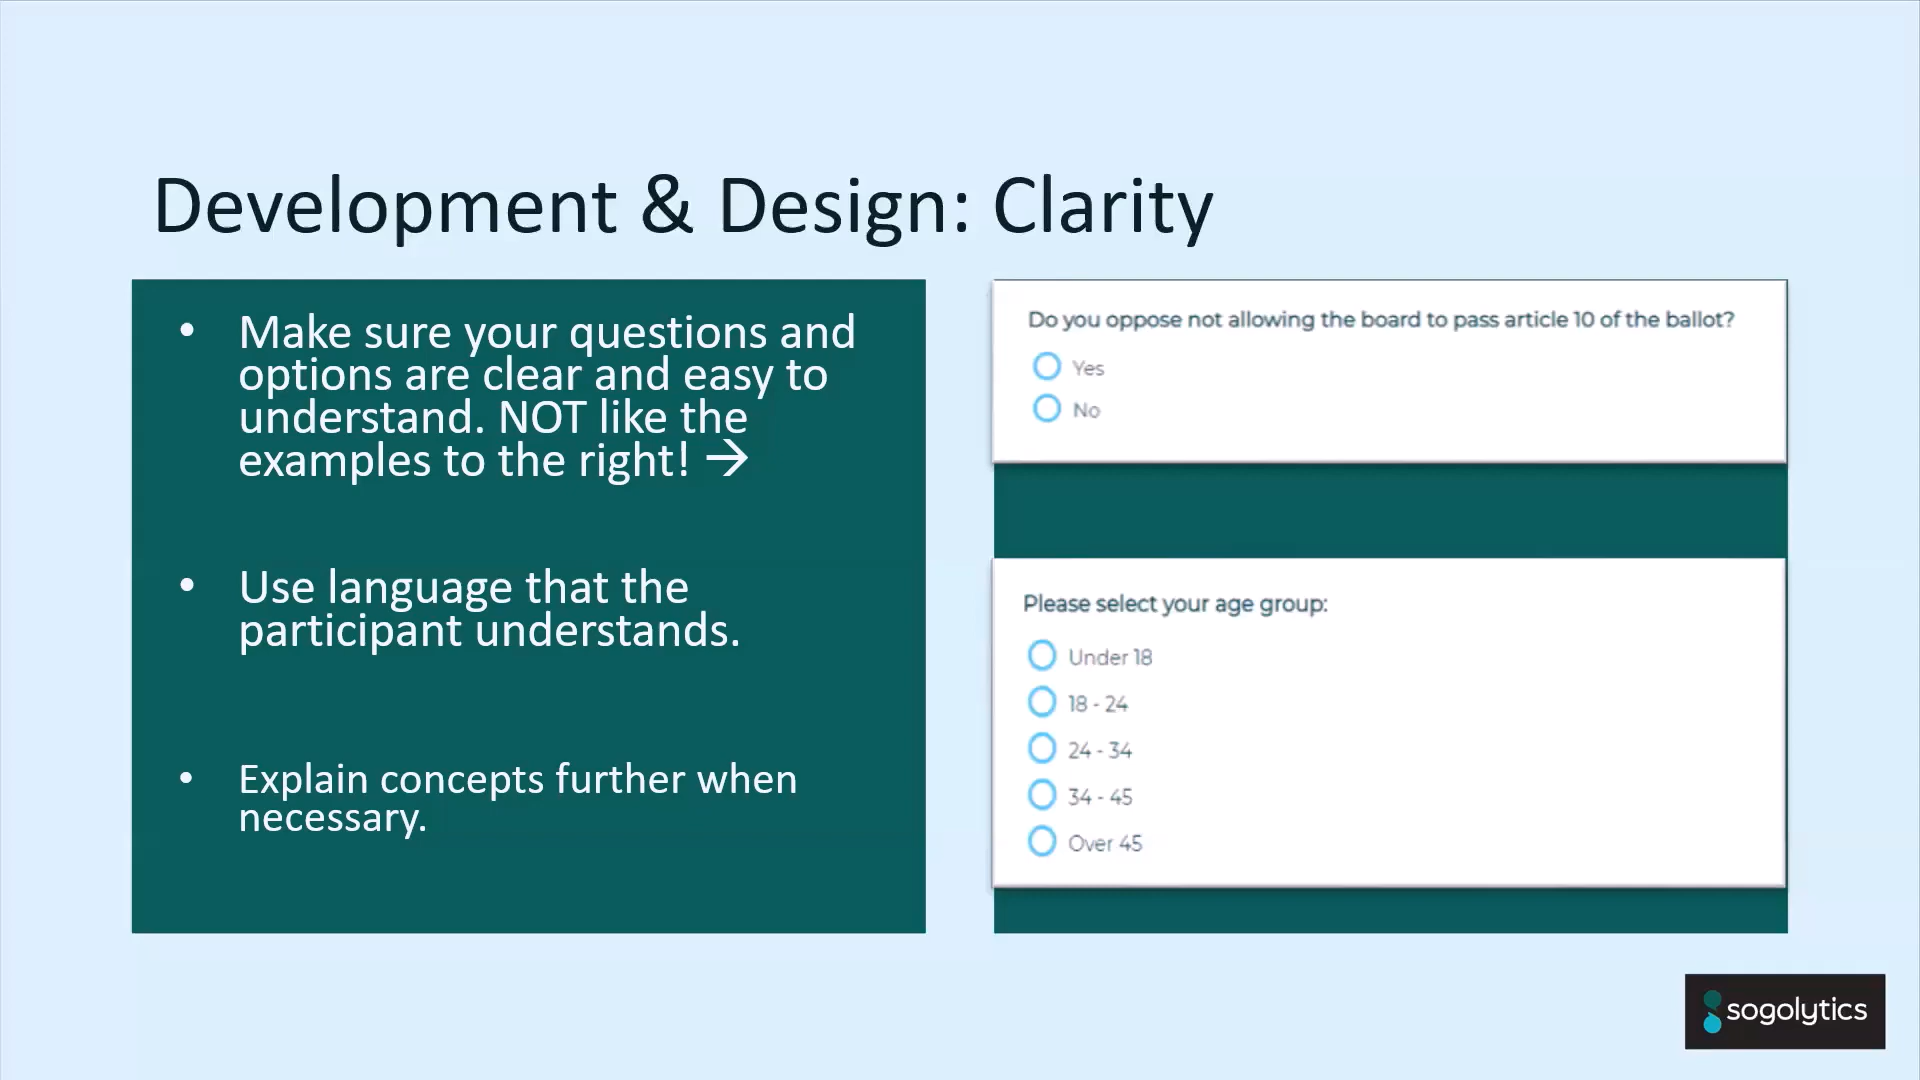 Development & Design: Clarity
• Make sure your questions and
options are clear and easy to
understand. NOT like the
examples to the right! →
• Use language that the
participant understands.
• Explain concepts further when
necessary.
Do you oppose not allowing the board to pass article 10 of the ballot?
Yes
No
Please select your age group:
Under 18
18 - 24
24 - 34
34 - 45
Over 45
sogolytics